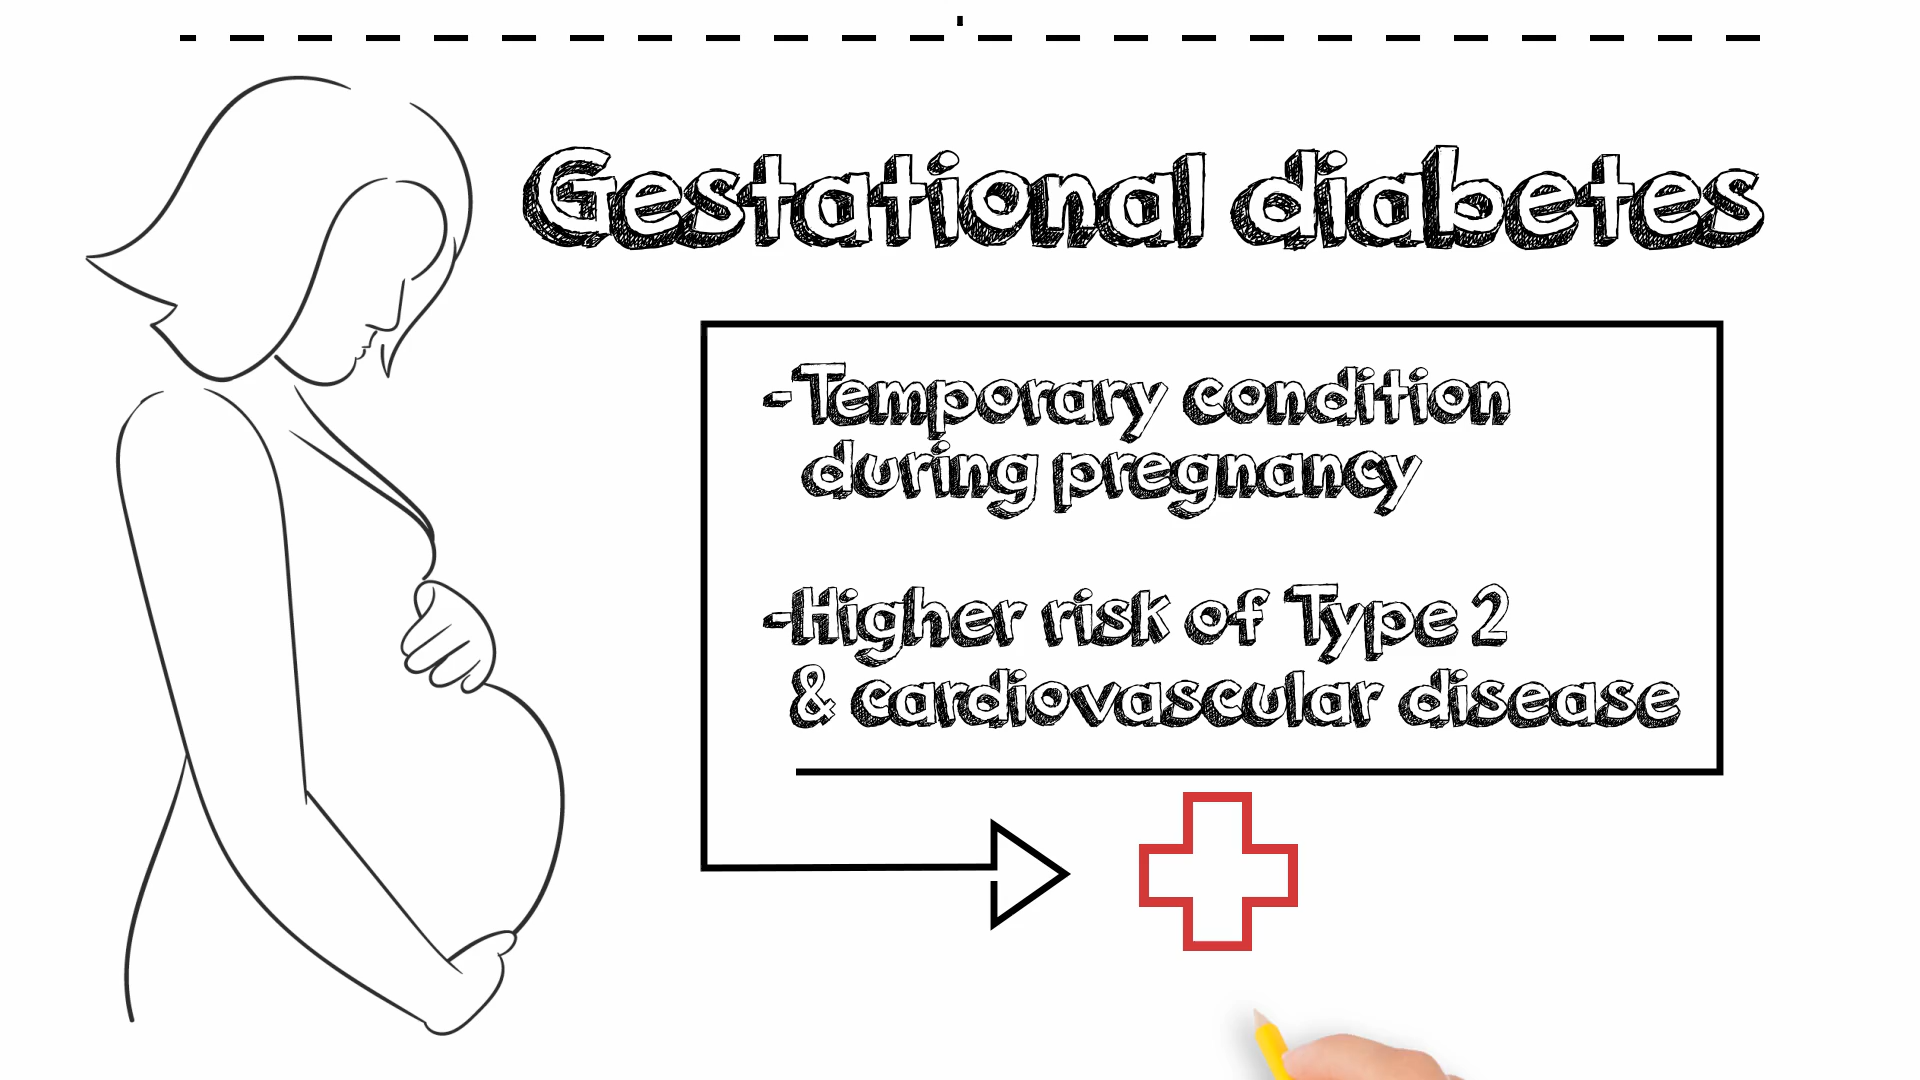 Gestational diabetes
-Temporary condition
during pregnancy
-Higher risk of Type 2
& cardiovascular disease